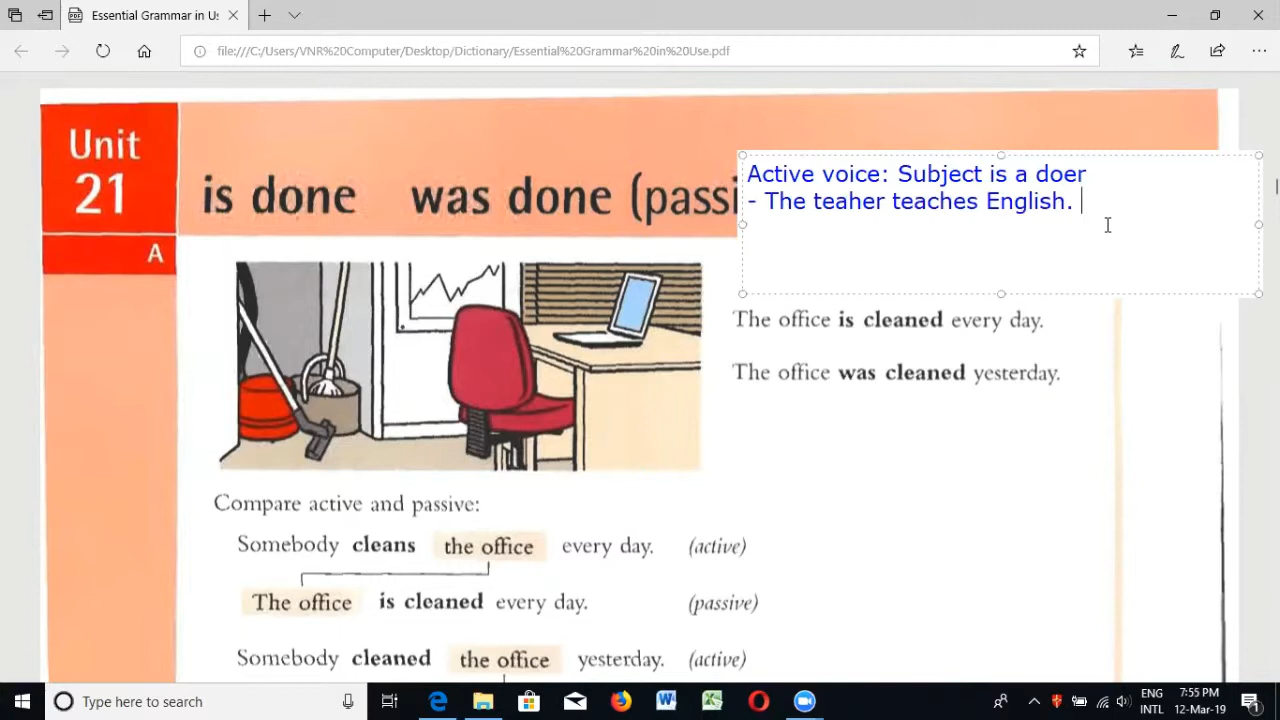 Essential Grammar in Us
file:///C:/Users/VNR%20Computer/Desktop/Dictionary/Essential%20Grammar%20in%20Use.pdf
Unit
21
is done was done (passi
Active voice: Subject is a doer
- The teaher teaches English.
A
The office is cleaned every day.
The office was cleaned yesterday.
Compare active and passive:
Somebody cleans the office every day. (active)
The office is cleaned every day. (passive)
Somebody cleaned the office yesterday. (active)
Type here to search
ENG
INTL
7:55 PM
12-Mar-19